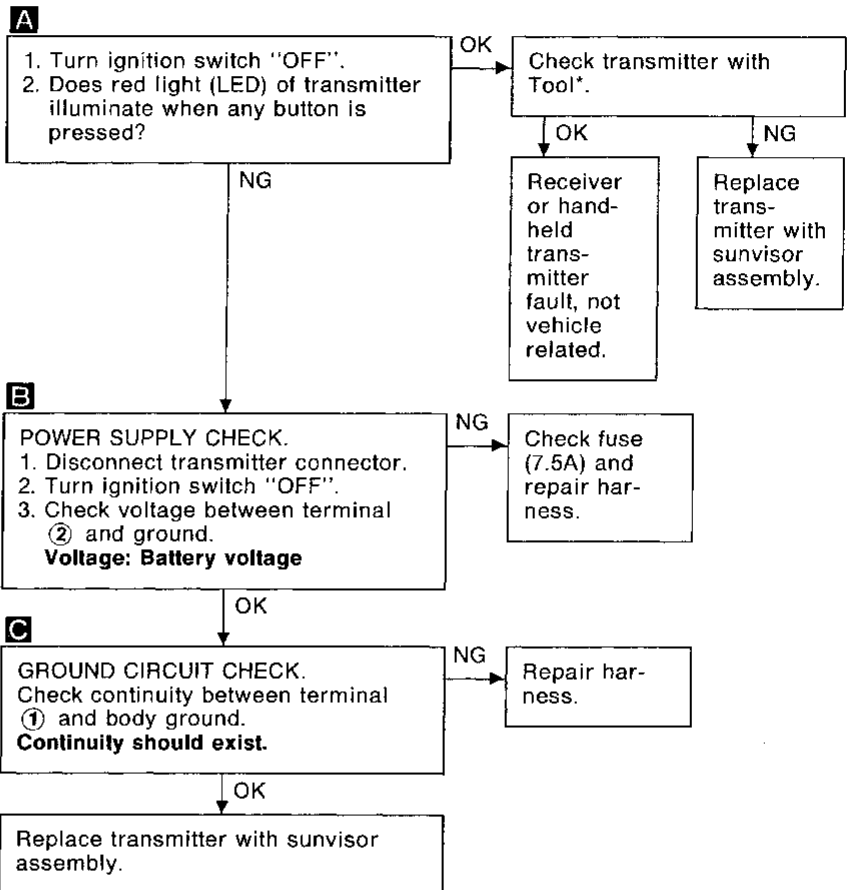 A
1. Turn ignition switch "OFF".
2. Does red light (LED) of transmitter
illuminate when any button is
pressed?
OK
Check transmitter with
Tool*.
OK
NG
Receiver
or hand-
held
trans-
mitter
fault, not
vehicle
related.
Replace
trans-
mitter with
sunvisor
assembly.
NG
B
POWER SUPPLY CHECK.
1. Disconnect transmitter connector.
2. Turn ignition switch "OFF".
3. Check voltage between terminal
② and ground.
Voltage: Battery voltage
NG
Check fuse
(7.5A) and
repair har-
ness.
OK
C
GROUND CIRCUIT CHECK.
Check continuity between terminal
① and body ground.
Continuity should exist.
NG
Repair har-
ness.
OK
Replace transmitter with sunvisor
assembly.